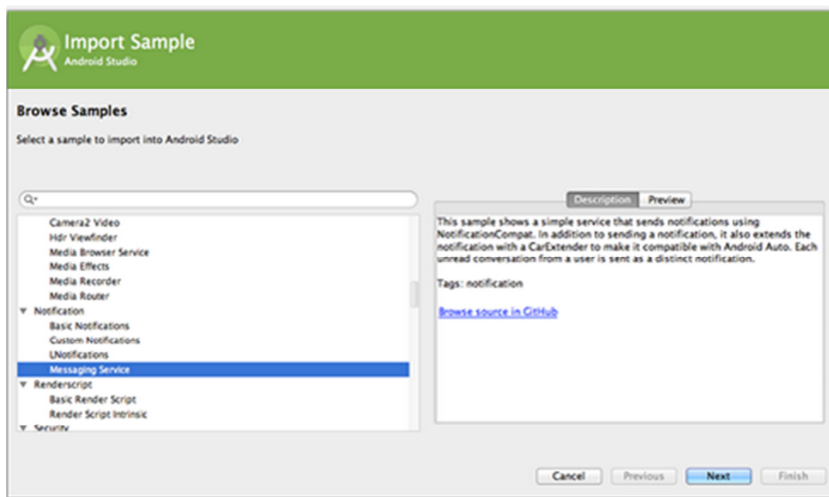 Import Sample
Android Studio
Browse Samples
Select a sample to import into Android Studio
Camera2 Video
Hdr Viewfinder
Media Browser Service
Media Effects
Media Recorder
Media Router
Notification
Basic Notifications
Custom Notifications
LNotifications
Messaging Service
Renderscript
Basic Render Script
Render Script Intrinsic
Security
Description Preview
This sample shows a simple service that sends notifications using
NotificationCompat. In addition to sending a notification, it also extends the
notification with a CarExtender to make it compatible with Android Auto. Each
unread conversation from a user is sent as a distinct notification.
Tags: notification
Browse source in GitHub
Cancel Previous Next Finish